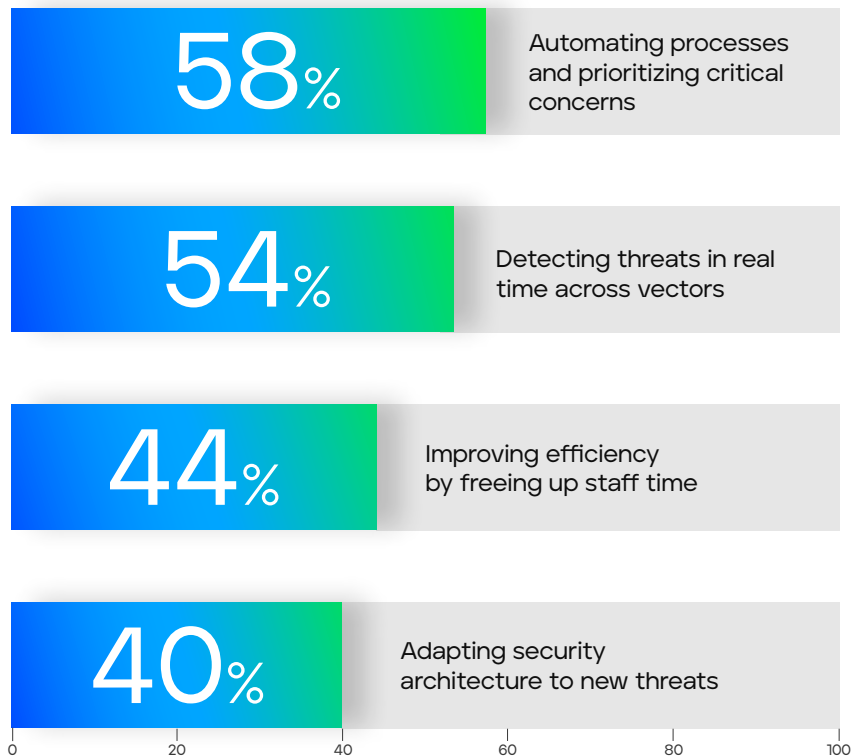 58%
Automating processes
and prioritizing critical
concerns
54%
Detecting threats in real
time across vectors
44%
Improving efficiency
by freeing up staff time
40%
Adapting security
architecture to new threats
0 20 40 60 80 100